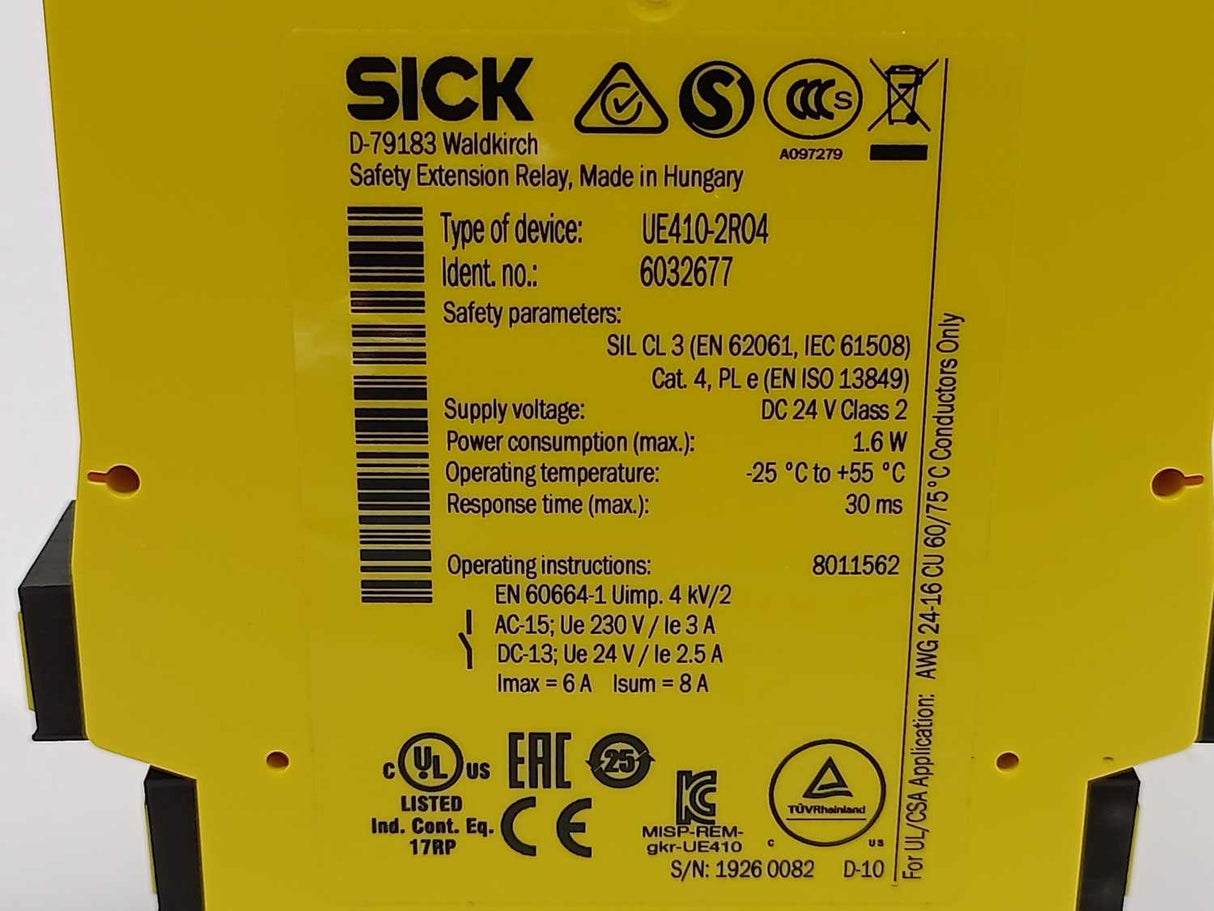 SICK
D-79183 Waldkirch
Safety Extension Relay, Made in Hungary
S
CCC S
A097279
Type of device: UE410-2RO4
Ident. no.: 6032677
Safety parameters:
SIL CL 3 (EN 62061, IEC 61508)
Cat. 4, PL e (EN ISO 13849)
Supply voltage: DC 24 V Class 2
Power consumption (max.): 1.6 W
Operating temperature: -25 °C to +55 °C
Response time (max.): 30 ms
Operating instructions: 8011562
EN 60664-1 Uimp. 4 kV/2
AC-15; Ue 230 V / Ie 3 A
DC-13; Ue 24 V / Ie 2.5 A
Imax = 6 A Isum = 8 A
For UL/CSA Application: AWG 24-16 CU 60/75°C Conductors Only
C UL US
LISTED
Ind. Cont. Eq.
17RP
EAC
25
CE
KC
MISP-REM-
gkr-UE410
TÜVRheinland
C US
S/N: 1926 0082 D-10